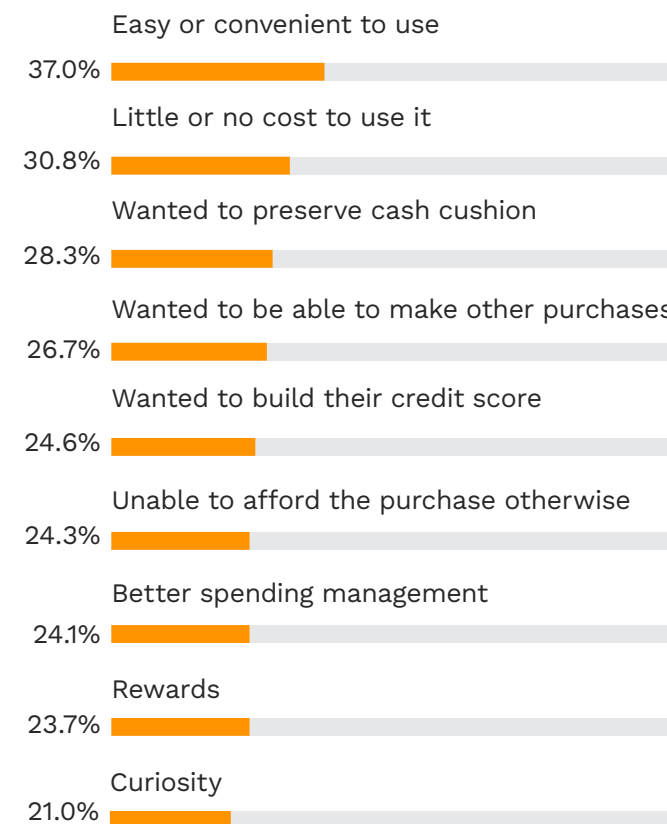 Easy or convenient to use
37.0%
Little or no cost to use it
30.8%
Wanted to preserve cash cushion
28.3%
Wanted to be able to make other purchases
26.7%
Wanted to build their credit score
24.6%
Unable to afford the purchase otherwise
24.3%
Better spending management
24.1%
Rewards
23.7%
Curiosity
21.0%